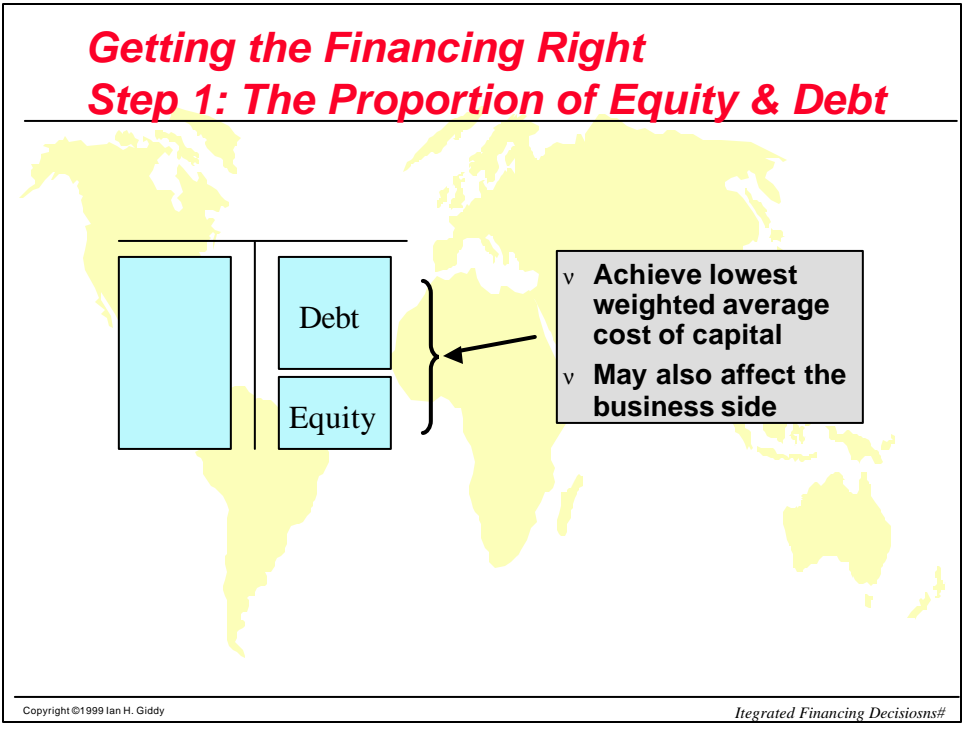 Getting the Financing Right
Step 1: The Proportion of Equity & Debt
Debt
Equity
ν Achieve lowest
weighted average
cost of capital
ν May also affect the
business side
Copyright ©1999 Ian H. Giddy
Itegrated Financing Decisiosns#